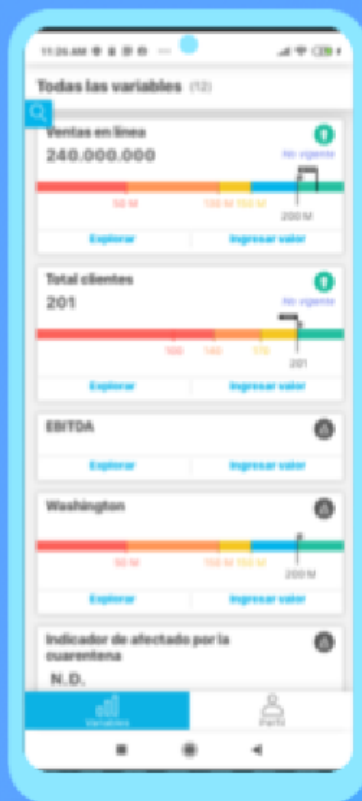 11:26 AM
Todas las variables (12)
Ventas en línea
240.000.000
No vigente
50 M 100 M 150 M
200 M
Explorar Ingresar valor
Total clientes
201
No vigente
100 140 170
201
Explorar Ingresar valor
EBITDA
Explorar Ingresar valor
Washington
50 M 100 M 150 M
200 M
Explorar Ingresar valor
Indicador de afectado por la
cuarentena
N.D.
Variables Perfil